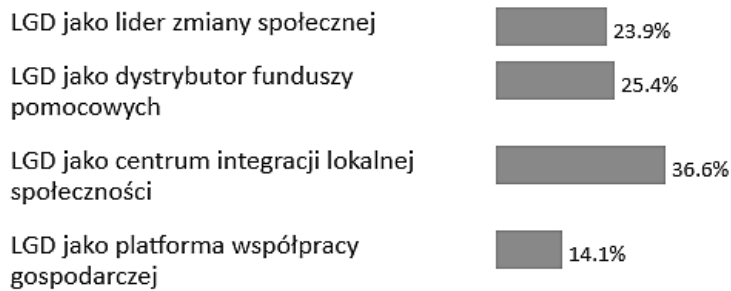 LGD jako lider zmiany społecznej
23.9%
LGD jako dystrybutor funduszy
pomocowych
25.4%
LGD jako centrum integracji lokalnej
społeczności
36.6%
LGD jako platforma współpracy
gospodarczej
14.1%